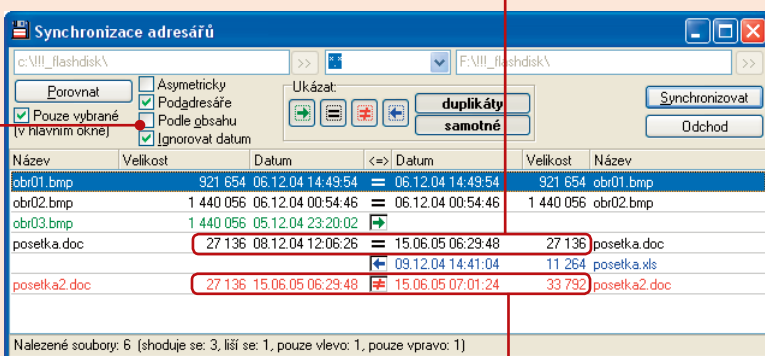 Synchronizace adresářů
c:\!!!_flashdisk\ >> *.* F:\!!!_flashdisk\ >>
Porovnat
Pouze vybrané
(v hlavním okně)
Asymetricky
Podadresáře
Podle obsahu
Ignorovat datum
Ukázat:
duplikáty
samotné
Synchronizovat
Odchod
Název Velikost Datum <=> Datum Velikost Název
obr01.bmp 921 654 06.12.04 14:49:54 = 06.12.04 14:49:54 921 654 obr01.bmp
obr02.bmp 1 440 056 06.12.04 00:54:46 = 06.12.04 00:54:46 1 440 056 obr02.bmp
obr03.bmp 1 440 056 05.12.04 23:20:02
posetka.doc 27 136 08.12.04 12:06:26 = 15.06.05 06:29:48 27 136 posetka.doc
09.12.04 14:41:04 11 264 posetka.xls
posetka2.doc 27 136 15.06.05 06:29:48 ≠ 15.06.05 07:01:24 33 792 posetka2.doc
Nalezené soubory: 6 (shoduje se: 3, liší se: 1, pouze vlevo: 1, pouze vpravo: 1)